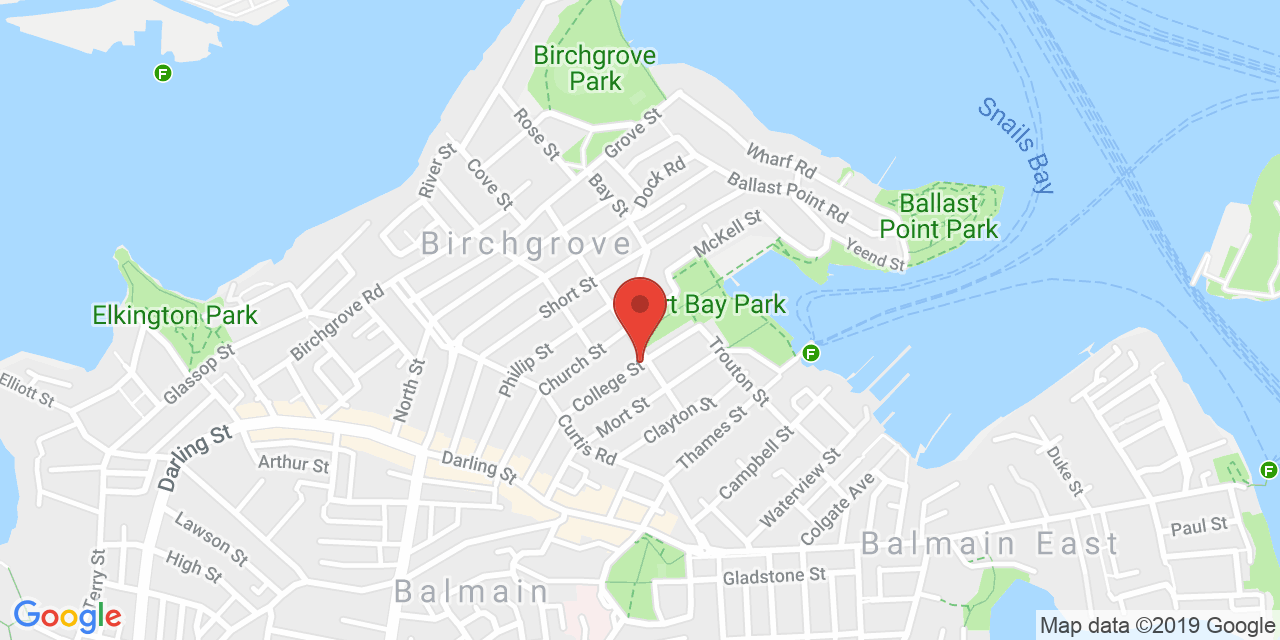 Birchgrove
Park
F
Rose St
Grove St
Snails Bay
Wharf Rd
River St
Cove St
Bay St
Dock Rd
Ballast Point Rd
Ballast
Point Park
McKell St
Yeend St
Birchgrove
Elkington Park
Short St
rt Bay Park
Birchgrove Rd
Glassop St
Phillip St
Church St
College St
Trouton St
F
Elliott St
North St
Mort St
Clayton St
Thames St
Curtis Rd
Darling St
Arthur St
Darling St
Campbell St
Waterview St
Colgate Ave
Duke St
F
Lawson St
High St
Terry St
Paul St
Balmain East
Balmain
Gladstone St
Google
Map data ©2019 Google